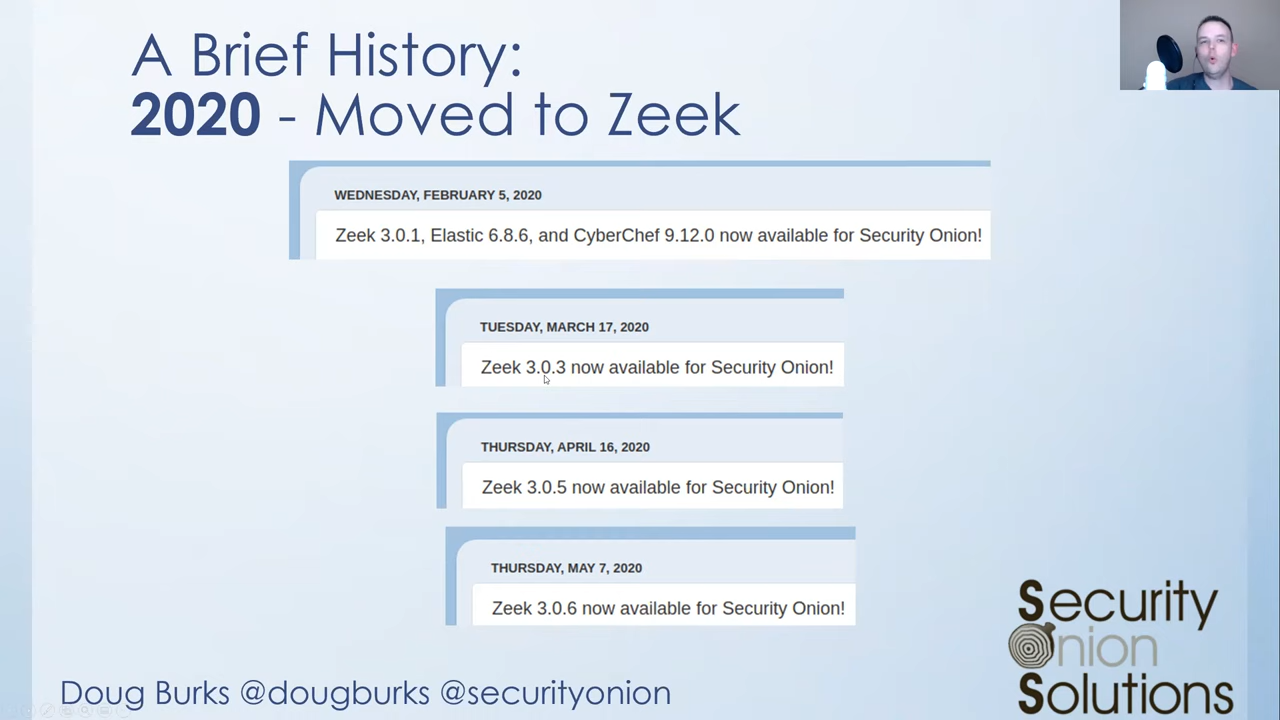 A Brief History:
2020 - Moved to Zeek
WEDNESDAY, FEBRUARY 5, 2020
Zeek 3.0.1, Elastic 6.8.6, and CyberChef 9.12.0 now available for Security Onion!
TUESDAY, MARCH 17, 2020
Zeek 3.0.3 now available for Security Onion!
THURSDAY, APRIL 16, 2020
Zeek 3.0.5 now available for Security Onion!
THURSDAY, MAY 7, 2020
Zeek 3.0.6 now available for Security Onion!
Security
Onion
Solutions
Doug Burks @dougburks @securityonion